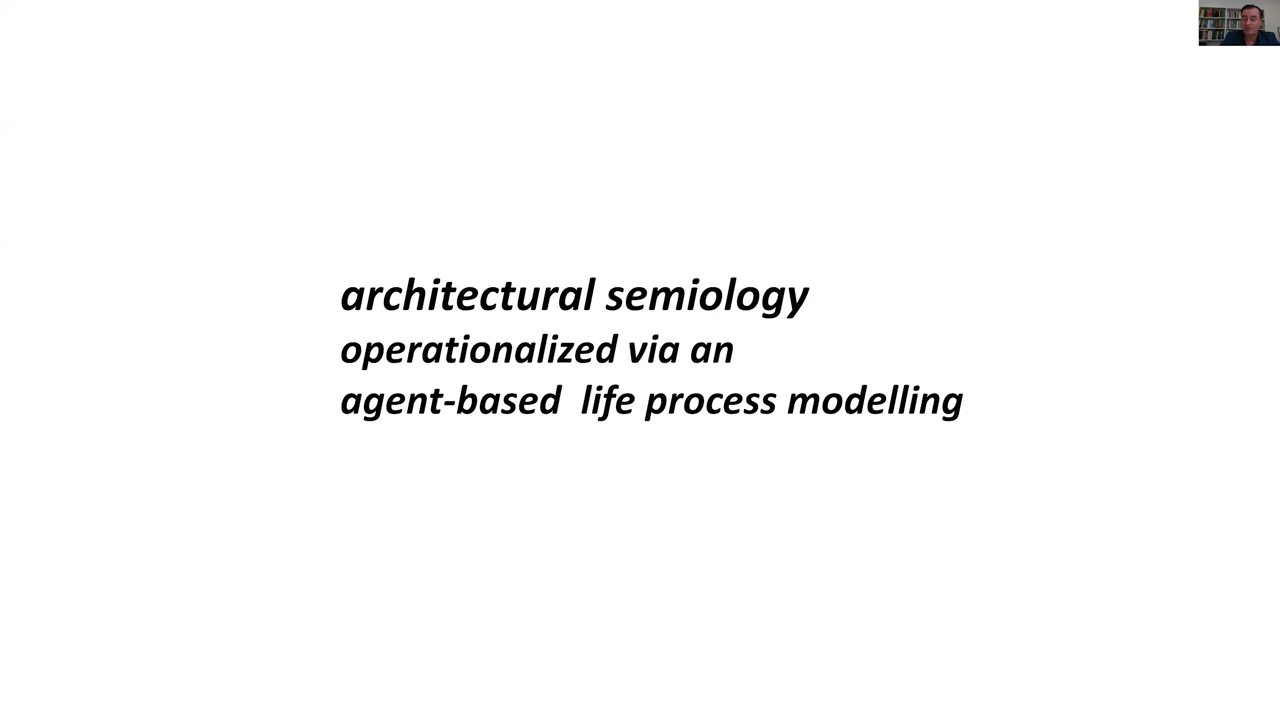 architectural semiology
operationalized via an
agent-based life process modelling